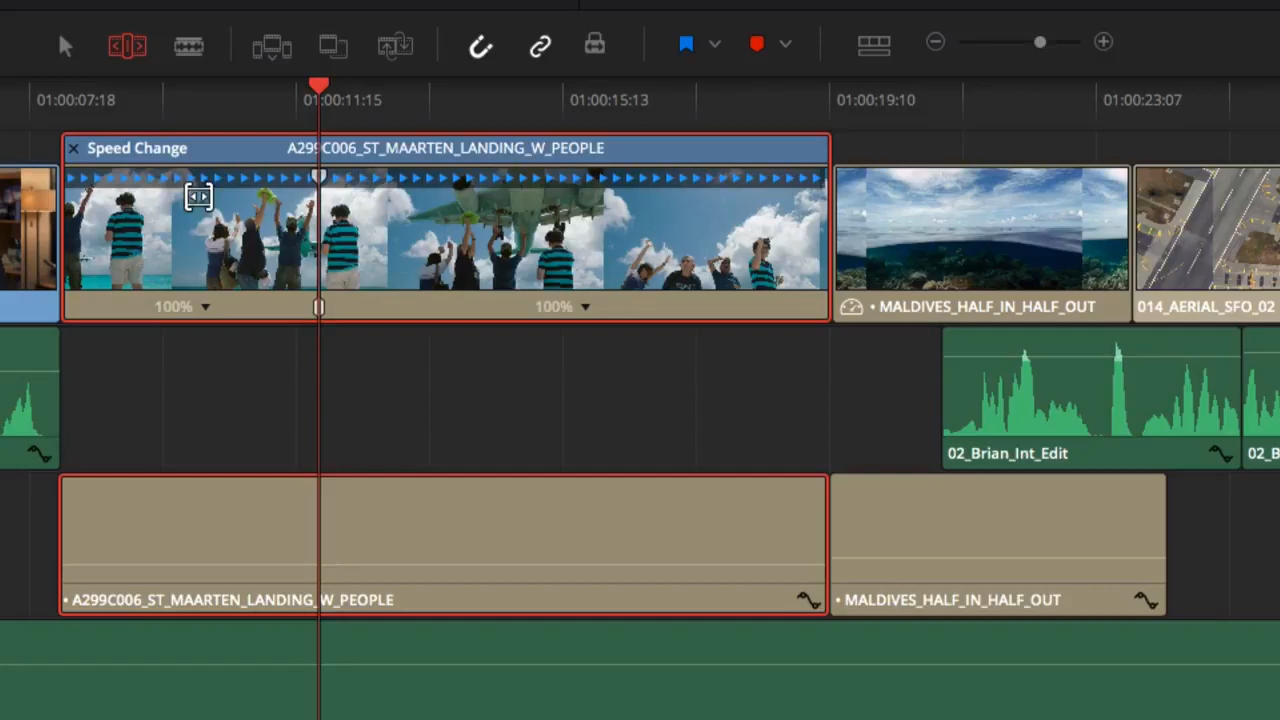 01:00:07:18
01:00:11:15
01:00:15:13
01:00:19:10
01:00:23:07
Speed Change
A299C006_ST_MAARTEN_LANDING_W_PEOPLE
100%
100%
• MALDIVES_HALF_IN_HALF_OUT
014_AERIAL_SFO_02
02_Brian_Int_Edit
02_B
• A299C006_ST_MAARTEN_LANDING_W_PEOPLE
• MALDIVES_HALF_IN_HALF_OUT